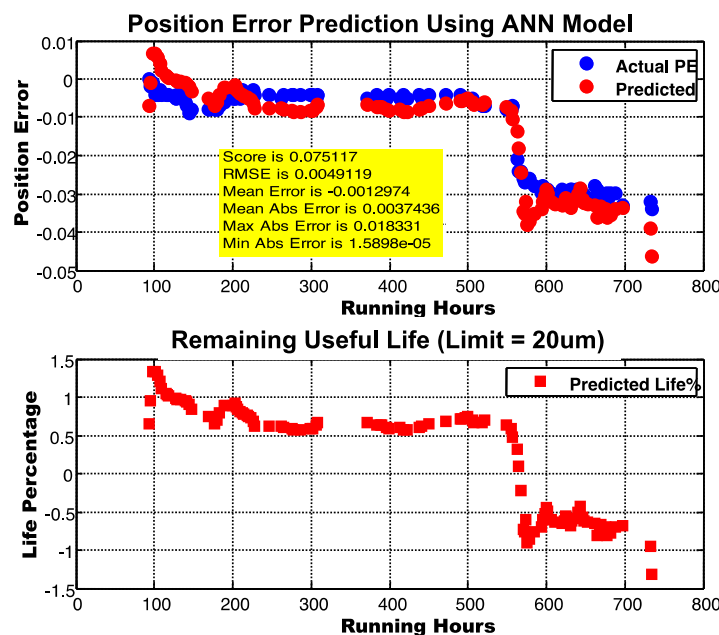 Position Error Prediction Using ANN Model
0.01
0
-0.01
-0.02
-0.03
-0.04
-0.05
Position Error
Actual PE
Predicted
Score is 0.075117
RMSE is 0.0049119
Mean Error is -0.0012974
Mean Abs Error is 0.0037436
Max Abs Error is 0.018331
Min Abs Error is 1.5898e-05
0 100 200 300 400 500 600 700 800
Running Hours
Remaining Useful Life (Limit = 20um)
1.5
1
0.5
0
-0.5
-1
-1.5
Life Percentage
Predicted Life%
0 100 200 300 400 500 600 700 800
Running Hours